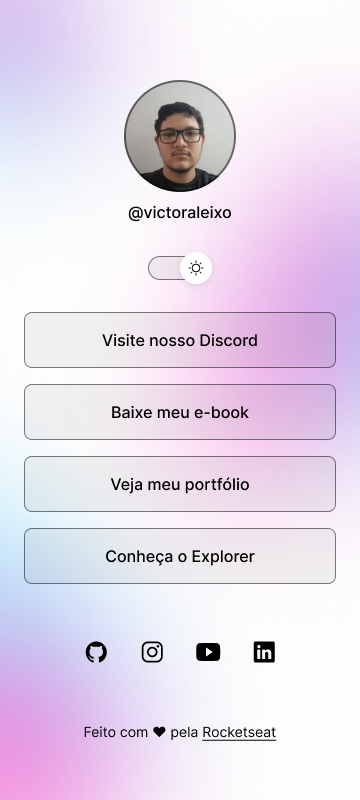 @victoraleixo
Visite nosso Discord
Baixe meu e-book
Veja meu portfólio
Conheça o Explorer
Feito com ♥ pela Rocketseat